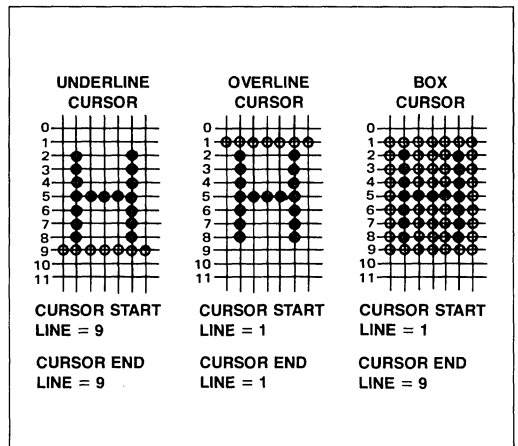 UNDERLINE
CURSOR
0
1
2
3
4
5
6
7
8
9
10
11
CURSOR START
LINE = 9
CURSOR END
LINE = 9
OVERLINE
CURSOR
0
1
2
3
4
5
6
7
8
9
10
11
CURSOR START
LINE = 1
CURSOR END
LINE = 1
BOX
CURSOR
0
1
2
3
4
5
6
7
8
9
10
11
CURSOR START
LINE = 1
CURSOR END
LINE = 9